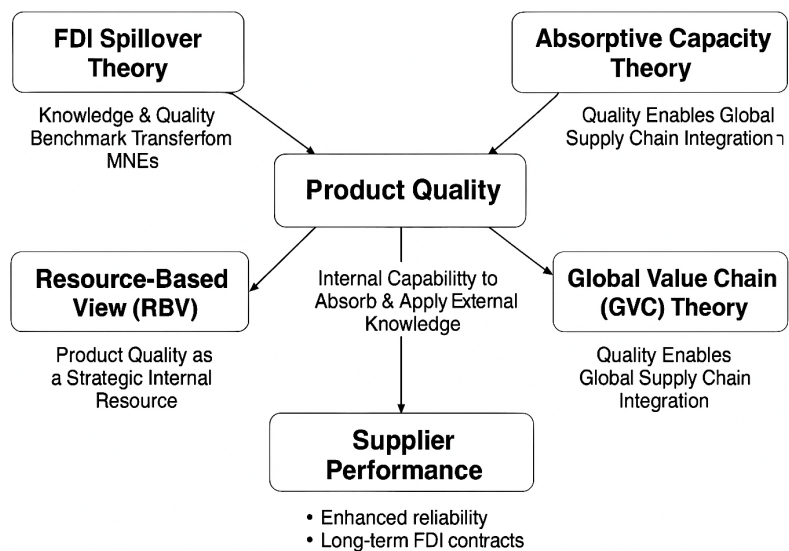 FDI Spillover
Theory
Absorptive Capacity
Theory
Knowledge & Quality
Benchmark Transferfom
MNEs
Quality Enables Global
Supply Chain Integration
Product Quality
Resource-Based
View (RBV)
Internal Capabilitty to
Absorb & Apply External
Knowledge
Global Value Chain
(GVC) Theory
Product Quality as
a Strategic Internal
Resource
Quality Enables
Global Supply Chain
Integration
Supplier
Performance
• Enhanced reliability
• Long-term FDI contracts